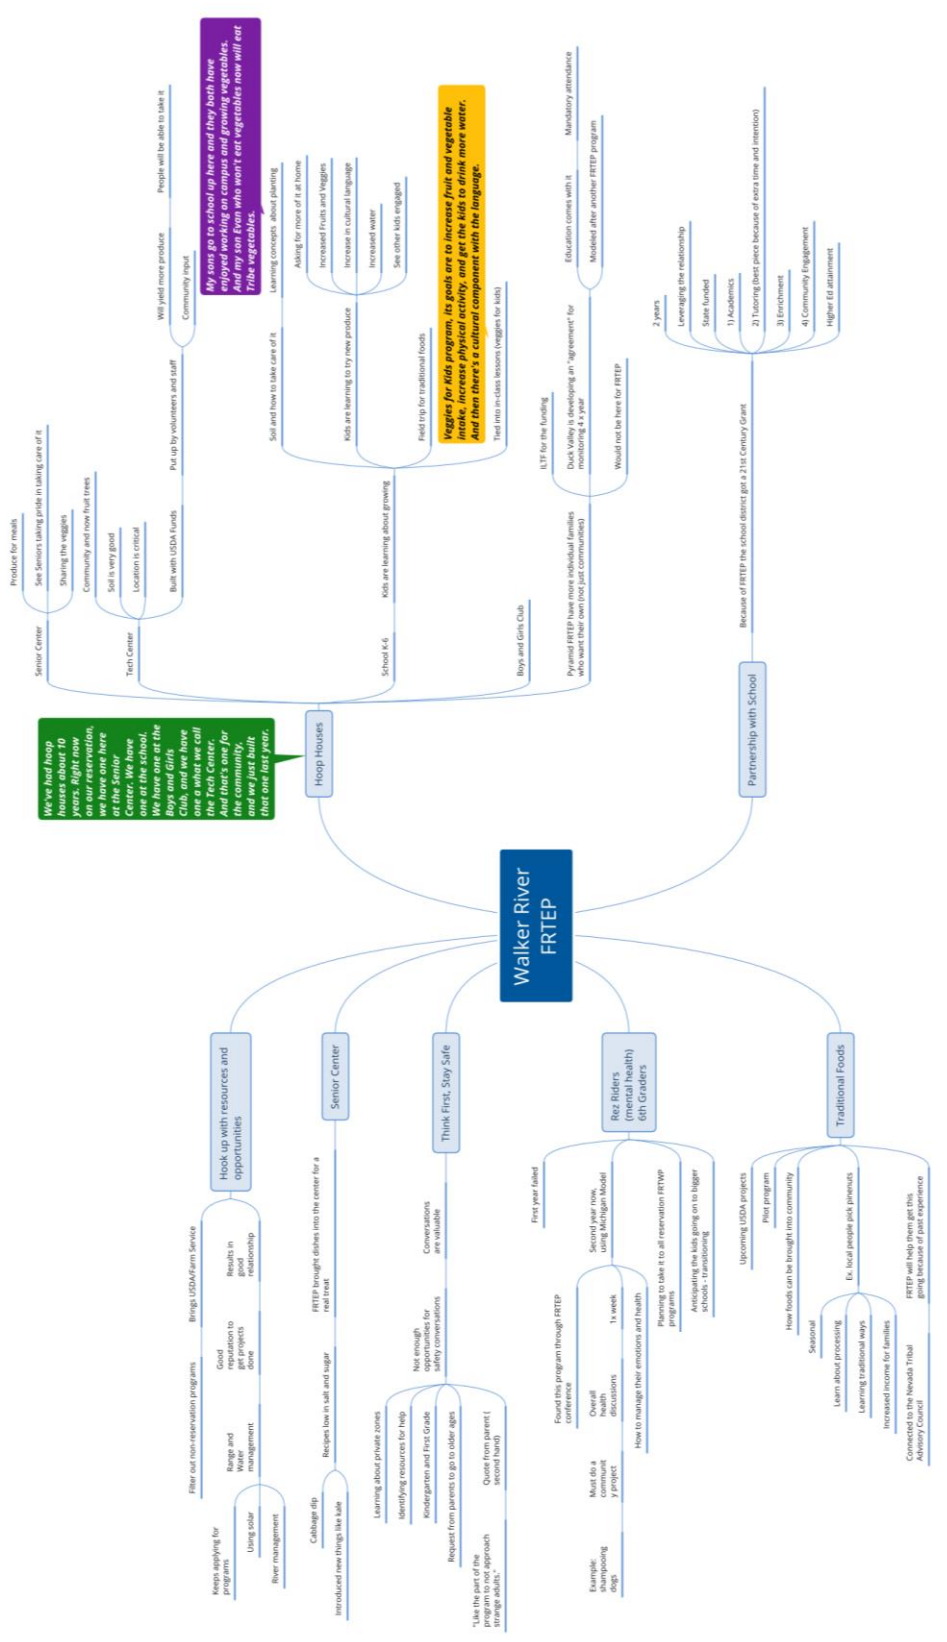 Walker River
FRTEP
Hook up with resources and
opportunities
Brings USDA/Farm Service
Filter out non-reservation programs
Results in
good
relationship
Good
reputation to
get projects
done
Range and
Water
management
Keeps applying for
programs
Using solar
River management
Senior Center
FRTEP brought dishes into the center for a
real treat
Recipes low in salt and sugar
Cabbage dip
Introduced new things like kale
Think First, Stay Safe
Conversations
are valuable
Not enough
opportunities for
safety conversations
Learning about private zones
Identifying resources for help
Kindergarten and First Grade
Request from parents to go to older ages
Quote from parent (
second hand)
"Like the part of the
program to not approach
strange adults."
Rez Riders
(mental health)
6th Graders
First year failed
Second year now,
using Michigan Model
Found this program through FRTEP
conference
1x week
Overall
health
discussions
Must do a
communit
y project
Example:
shampooing
dogs
How to manage their emotions and health
Planning to take it to all reservation FRTWP
programs
Anticipating the kids going on to bigger
schools - transitioning
Traditional Foods
Upcoming USDA projects
Pilot program
How foods can be brought into community
Ex. local people pick pinenuts
Seasonal
Learn about processing
Learning traditional ways
Increased income for families
FRTEP will help them get this
going because of past experience
Connected to the Nevada Tribal
Advisory Council
We've had hoop
houses about 10
years. Right now
on our reservation,
we have one here
at the Senior
Center. We have
one at the school.
We have one at the
Boys and Girls
Club, and we have
one a what we call
the Tech Center.
And that's one for
the community,
and we just built
that one last year.
Hoop Houses
Senior Center
Produce for meals
See Seniors taking pride in taking care of it
Sharing the veggies
Tech Center
Community and now fruit trees
Soil is very good
Location is critical
Built with USDA Funds
Put up by volunteers and staff
Will yield more produce
People will be able to take it
Community input
School K-6
Kids are learning about growing
Soil and how to take care of it
Learning concepts about planting
My sons go to school up here and they both have
enjoyed working on campus and growing vegetables.
And my son Evan who won't eat vegetables now will eat
Tribe vegetables.
Kids are learning to try new produce
Asking for more of it at home
Increased Fruits and Veggies
Increase in cultural language
Increased water
See other kids engaged
Field trip for traditional foods
Veggies for Kids program, its goals are to increase fruit and vegetable
intake, increase physical activity, and get the kids to drink more water.
And then there's a cultural component with the language.
Tied into in-class lessons (veggies for kids)
Boys and Girls Club
Pyramid FRTEP have more individual families
who want their own (not just communities)
ILTF for the funding
Duck Valley is developing an "agreement" for
monitoring 4 x year
Education comes with it
Mandatory attendance
Modeled after another FRTEP program
Would not be here for FRTEP
Partnership with School
Because of FRTEP the school district got a 21st Century Grant
2 years
Leveraging the relationship
State funded
1) Academics
2) Tutoring (best piece because of extra time and intention)
3) Enrichment
4) Community Engagement
Higher Ed attainment